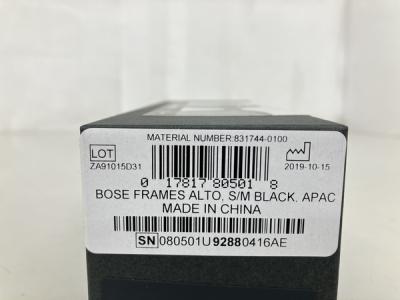 MATERIAL NUMBER:831744-0100
LOT
ZA91015D31
2019-10-15
0 17817 80501 8
BOSE FRAMES ALTO, S/M BLACK, APAC
MADE IN CHINA
SN 080501U92880416AE